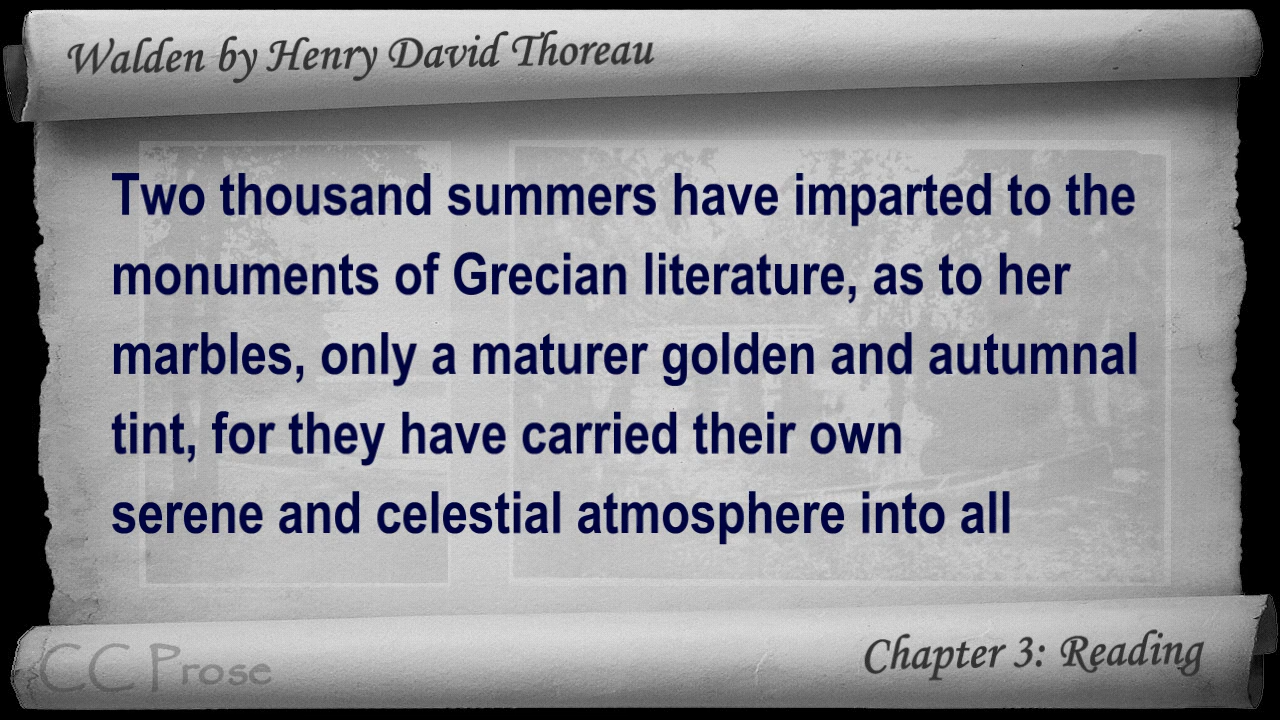 Walden by Henry David Thoreau
Two thousand summers have imparted to the
monuments of Grecian literature, as to her
marbles, only a maturer golden and autumnal
tint, for they have carried their own
serene and celestial atmosphere into all
CC Prose
Chapter 3: Reading